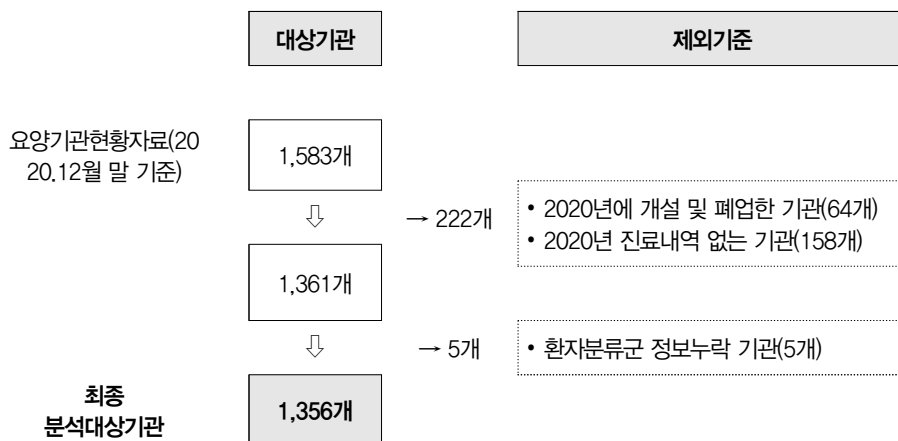 대상기관
제외기준
요양기관현황자료(20
20.12월 말 기준)
1,583개
⇩
→ 222개
• 2020년에 개설 및 폐업한 기관(64개)
• 2020년 진료내역 없는 기관(158개)
1,361개
⇩
→ 5개
• 환자분류군 정보누락 기관(5개)
최종
분석대상기관
1,356개